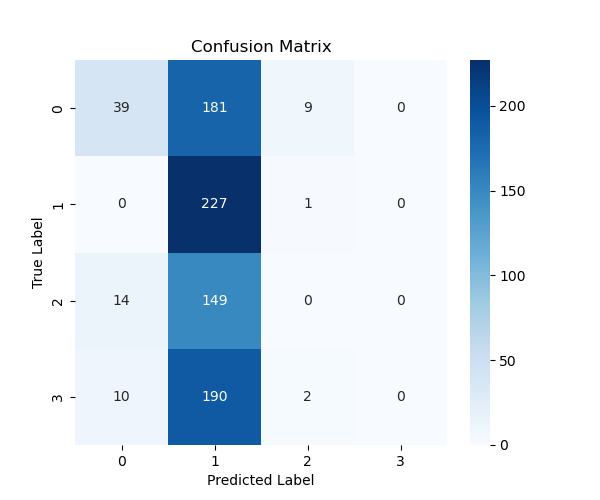 Confusion Matrix
0 39 181 9 0
1 0 227 1 0
2 14 149 0 0
3 10 190 2 0
0 1 2 3
True Label
Predicted Label
200
150
100
50
0